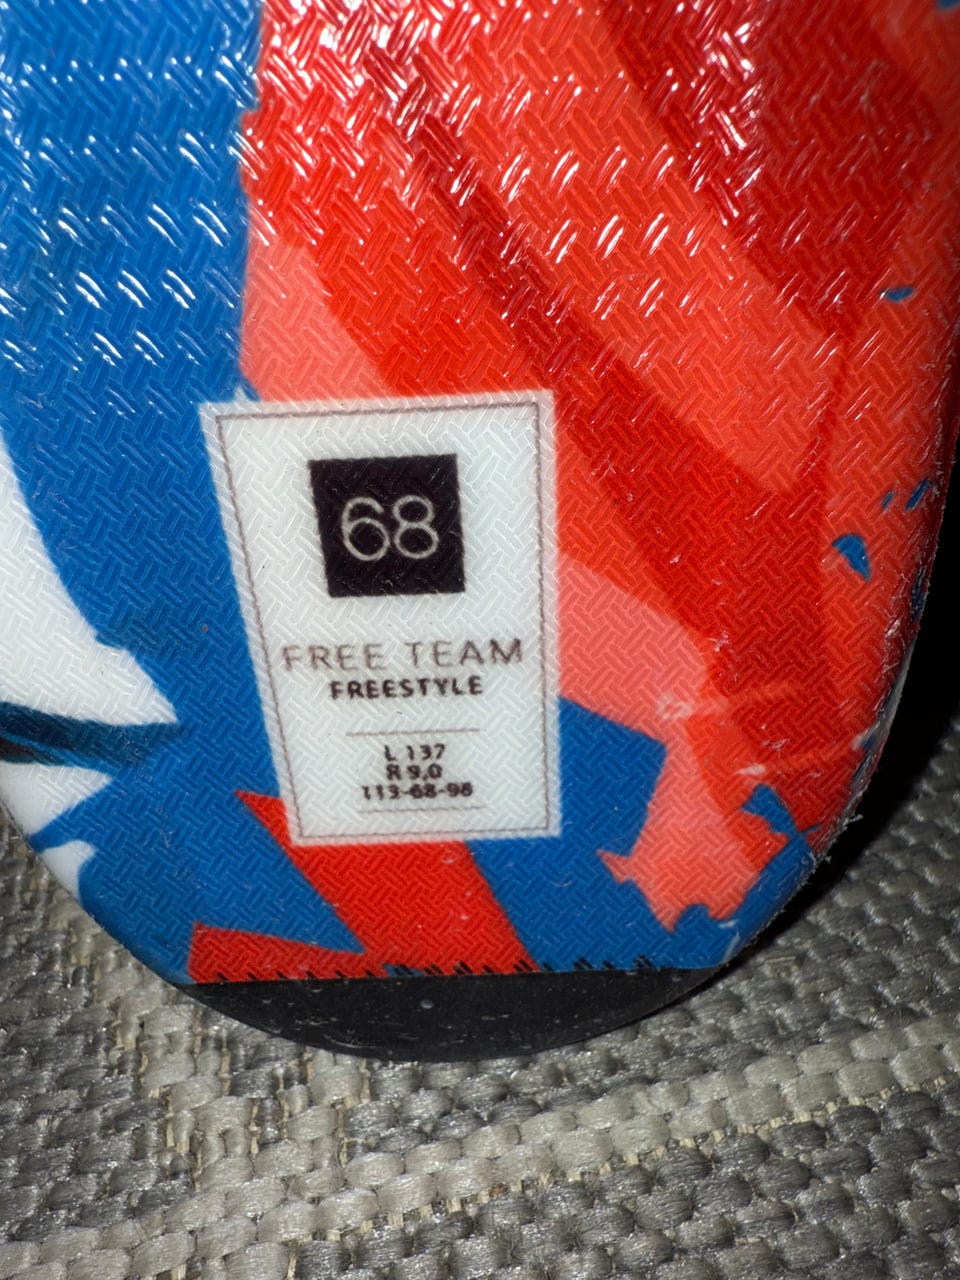 68
FREE TEAM
FREESTYLE
L 137
R 9,0
113-68-98